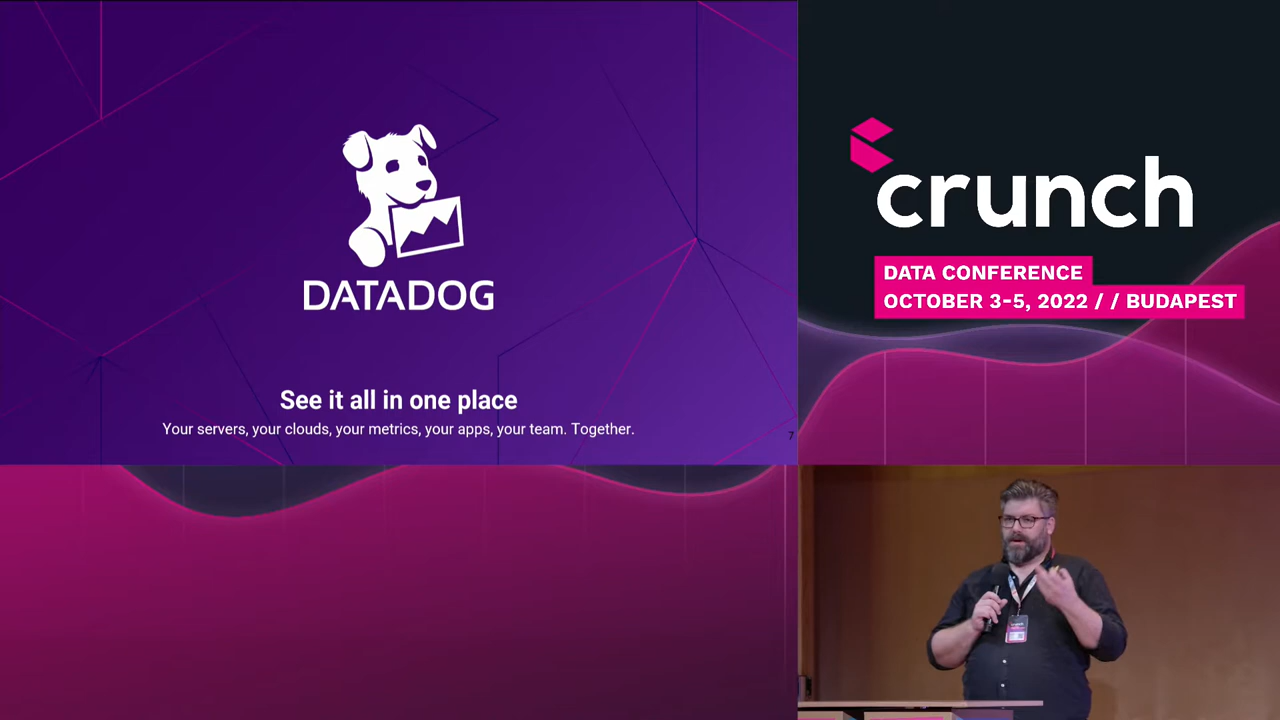 DATADOG
See it all in one place
Your servers, your clouds, your metrics, your apps, your team. Together.
7
crunch
DATA CONFERENCE
OCTOBER 3-5, 2022 // BUDAPEST